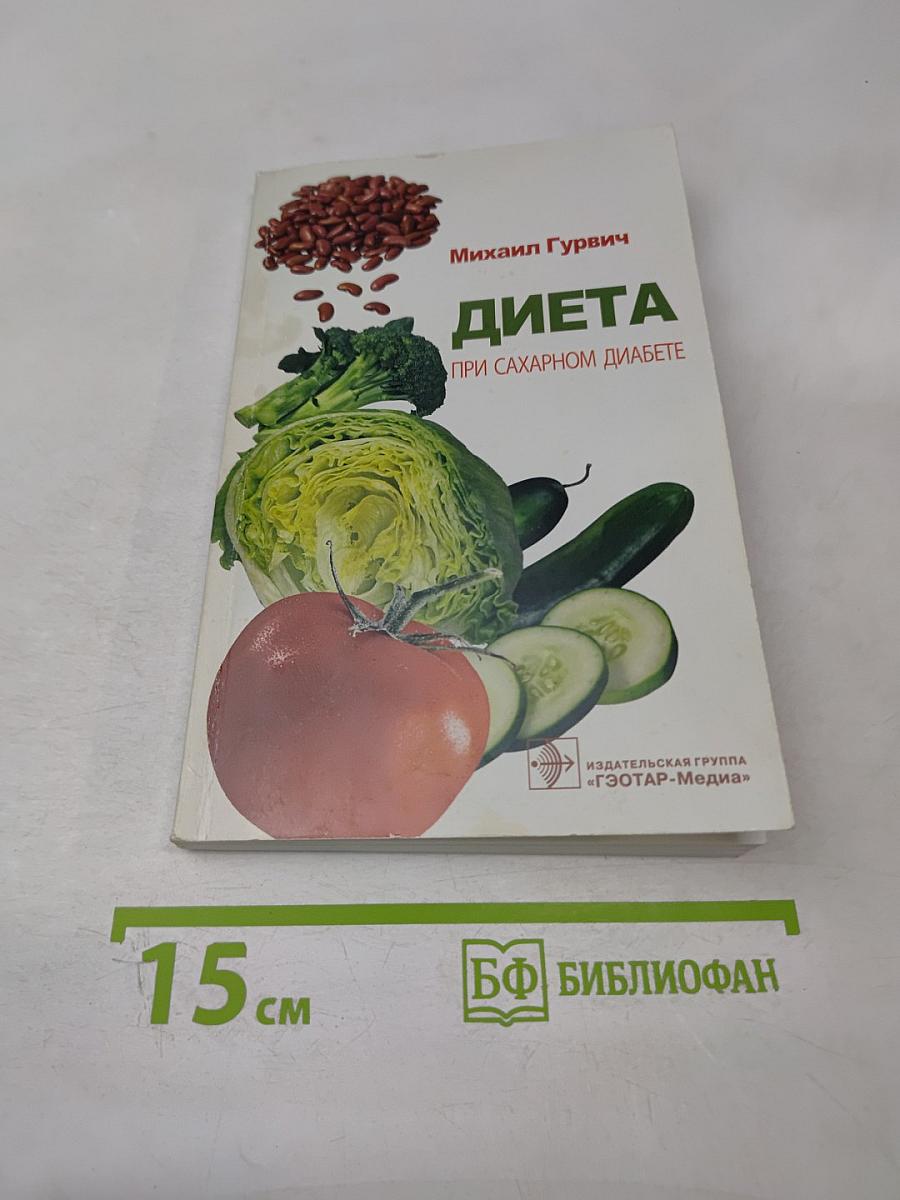 Михаил Гурвич
ДИЕТА
ПРИ САХАРНОМ ДИАБЕТЕ
ИЗДАТЕЛЬСКАЯ ГРУППА
«ГЭОТАР-Медиа»
15 см
БФ БИБЛИОФАН